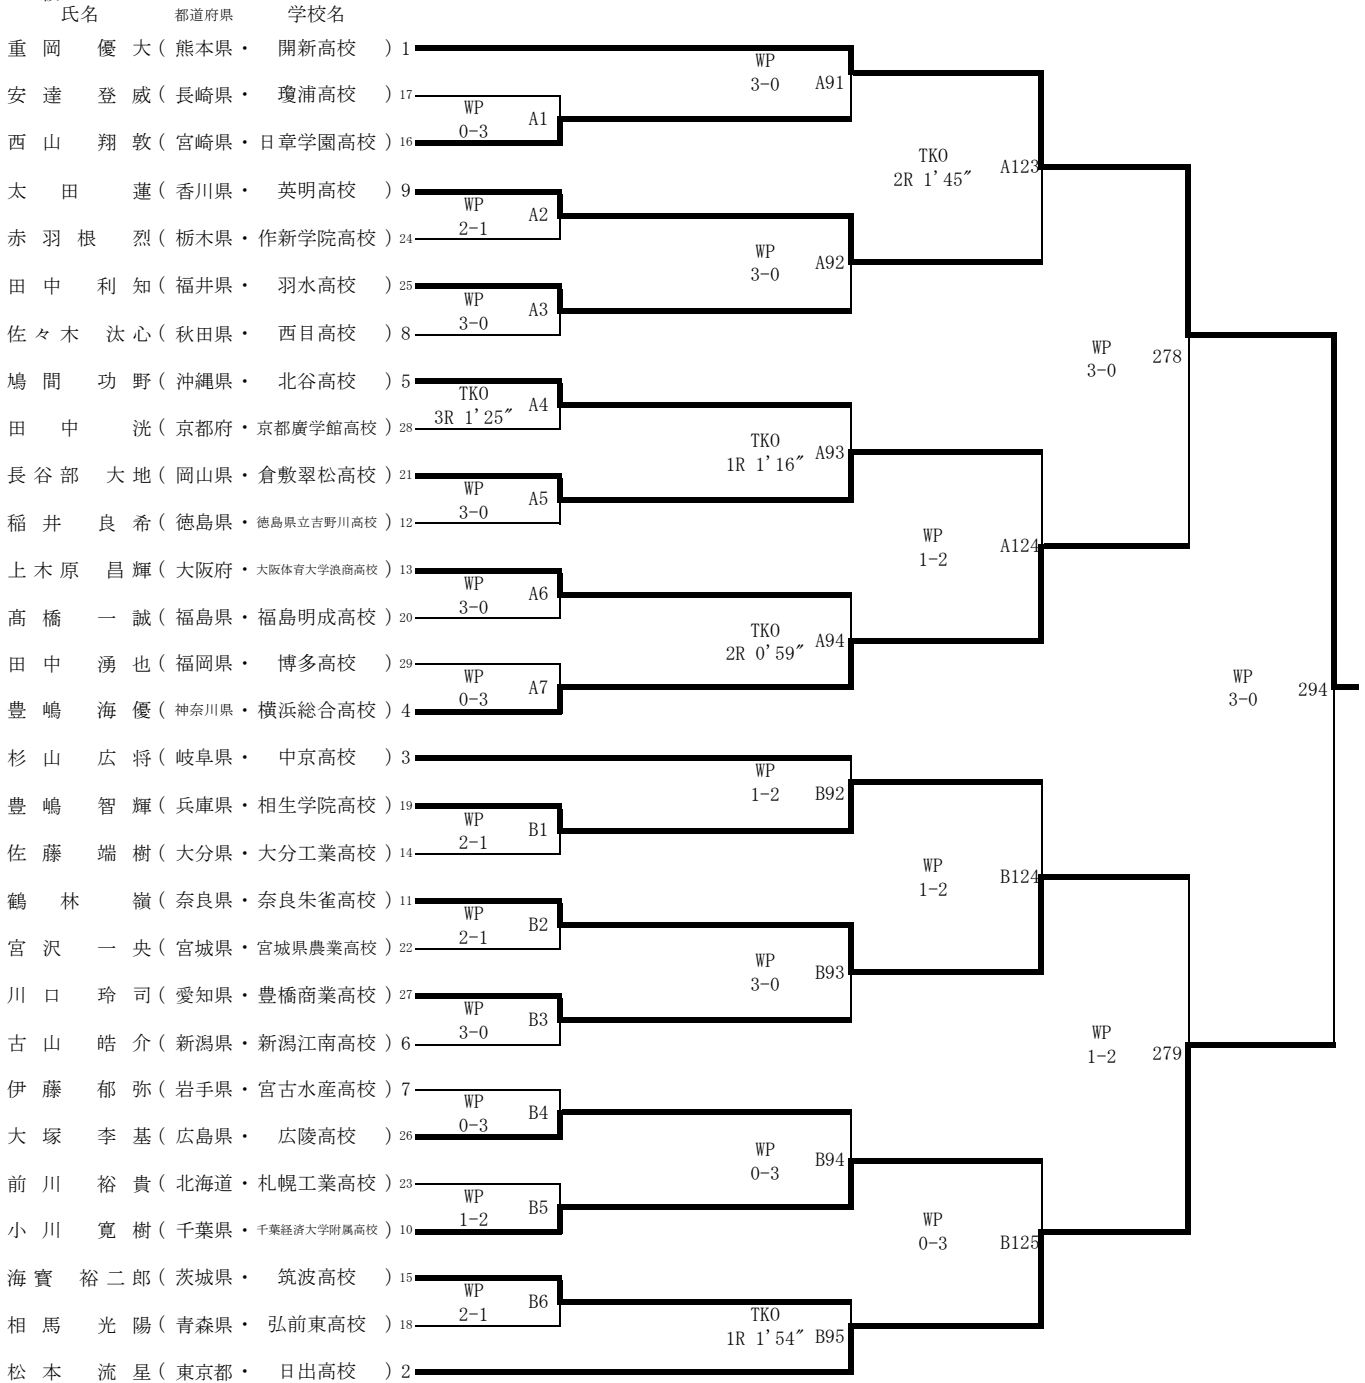 氏名 都道府県 学校名
重岡 優大（熊本県・開新高校）1
WP
3-0 A91
安達 登威（長崎県・瓊浦高校）17
WP
0-3 A1
西山 翔敦（宮崎県・日章学園高校）16
TKO
2R 1'45″ A123
太田 蓮（香川県・英明高校）9
WP
2-1 A2
赤羽根 烈（栃木県・作新学院高校）24
WP
3-0 A92
田中 利知（福井県・羽水高校）25
WP
3-0 A3
佐々木 汰心（秋田県・西目高校）8
WP
3-0 278
鳩間 功野（沖縄県・北谷高校）5
TKO
3R 1'25″ A4
田中 洸（京都府・京都廣学館高校）28
TKO
1R 1'16″ A93
長谷部 大地（岡山県・倉敷翠松高校）21
WP
3-0 A5
稲井 良希（徳島県・徳島県立吉野川高校）12
WP
1-2 A124
上木原 昌輝（大阪府・大阪体育大学浪商高校）13
WP
3-0 A6
髙橋 一誠（福島県・福島明成高校）20
TKO
2R 0'59″ A94
田中 湧也（福岡県・博多高校）29
WP
0-3 A7
WP
3-0 294
豊嶋 海優（神奈川県・横浜総合高校）4
杉山 広将（岐阜県・中京高校）3
WP
1-2 B92
豊嶋 智輝（兵庫県・相生学院高校）19
WP
2-1 B1
佐藤 端樹（大分県・大分工業高校）14
WP
1-2 B124
鶴林 嶺（奈良県・奈良朱雀高校）11
WP
2-1 B2
宮沢 一央（宮城県・宮城県農業高校）22
WP
3-0 B93
川口 玲司（愛知県・豊橋商業高校）27
WP
3-0 B3
古山 皓介（新潟県・新潟江南高校）6
WP
1-2 279
伊藤 郁弥（岩手県・宮古水産高校）7
WP
0-3 B4
大塚 李基（広島県・広陵高校）26
WP
0-3 B94
前川 裕貴（北海道・札幌工業高校）23
WP
1-2 B5
小川 寛樹（千葉県・千葉経済大学附属高校）10
WP
0-3 B125
海寳 裕二郎（茨城県・筑波高校）15
WP
2-1 B6
相馬 光陽（青森県・弘前東高校）18
TKO
1R 1'54″ B95
松本 流星（東京都・日出高校）2